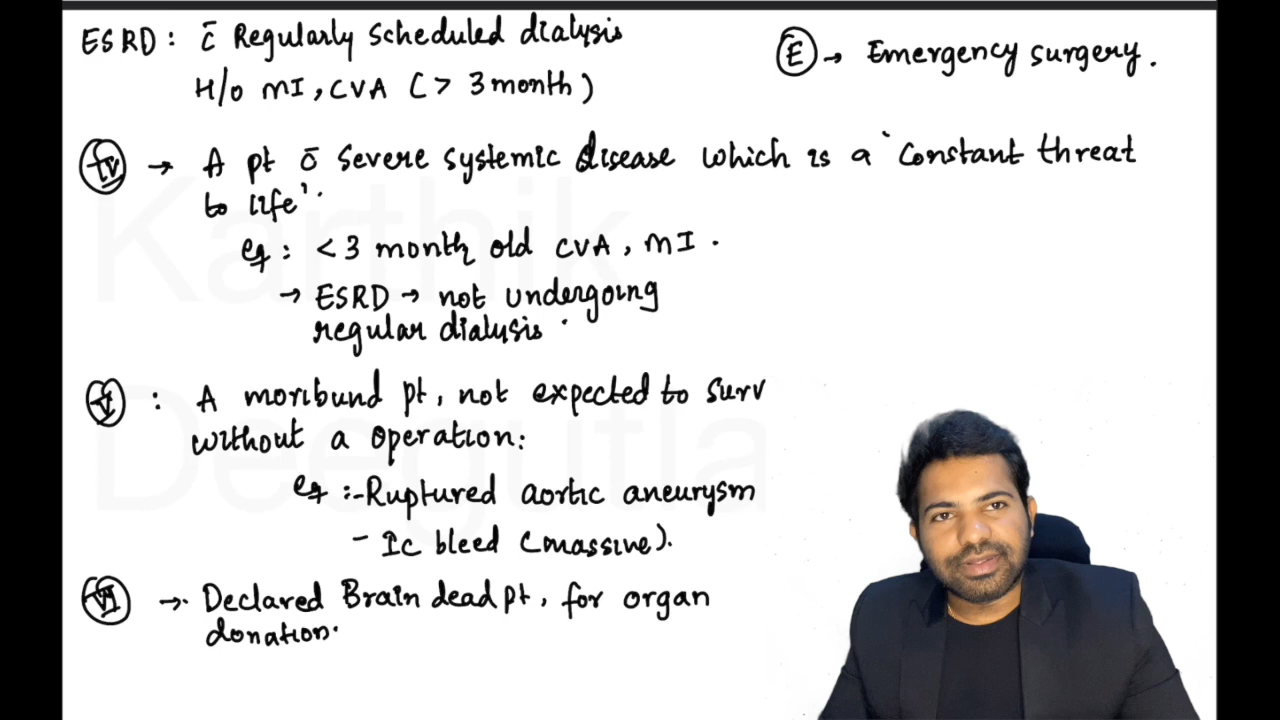 ESRD : c̄ Regularly scheduled dialysis
H/o MI, CVA (> 3 month)
Ⓔ → Emergency surgery.
IV → A pt c̄ severe systemic disease which is a 'constant threat
to life'.
eg : < 3 month old CVA, MI.
→ ESRD → not undergoing
regular dialysis.
V : A moribund pt, not expected to surv
without a operation:
eg :- Ruptured aortic aneurysm
- Ic bleed (massive).
VI → Declared Brain dead pt, for organ
donation.
Karthik
Deegutla